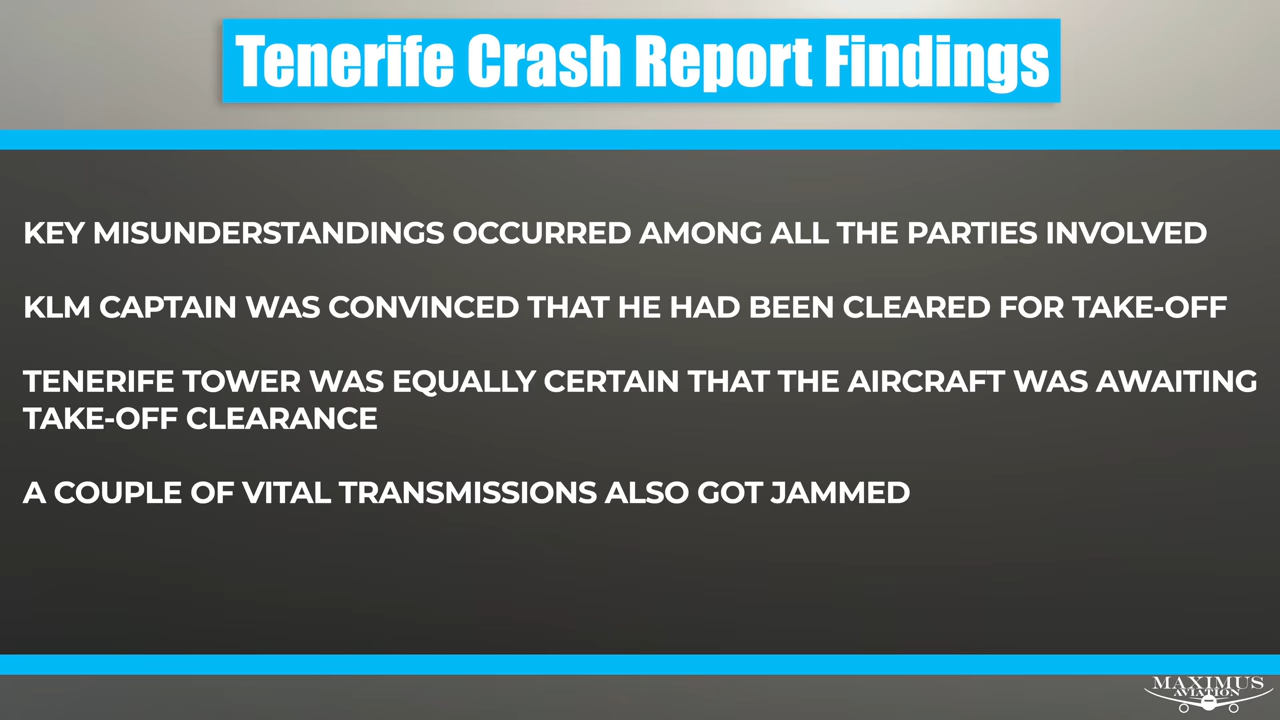 Tenerife Crash Report Findings
KEY MISUNDERSTANDINGS OCCURRED AMONG ALL THE PARTIES INVOLVED
KLM CAPTAIN WAS CONVINCED THAT HE HAD BEEN CLEARED FOR TAKE-OFF
TENERIFE TOWER WAS EQUALLY CERTAIN THAT THE AIRCRAFT WAS AWAITING
TAKE-OFF CLEARANCE
A COUPLE OF VITAL TRANSMISSIONS ALSO GOT JAMMED
MAXIMUS
AVIATION